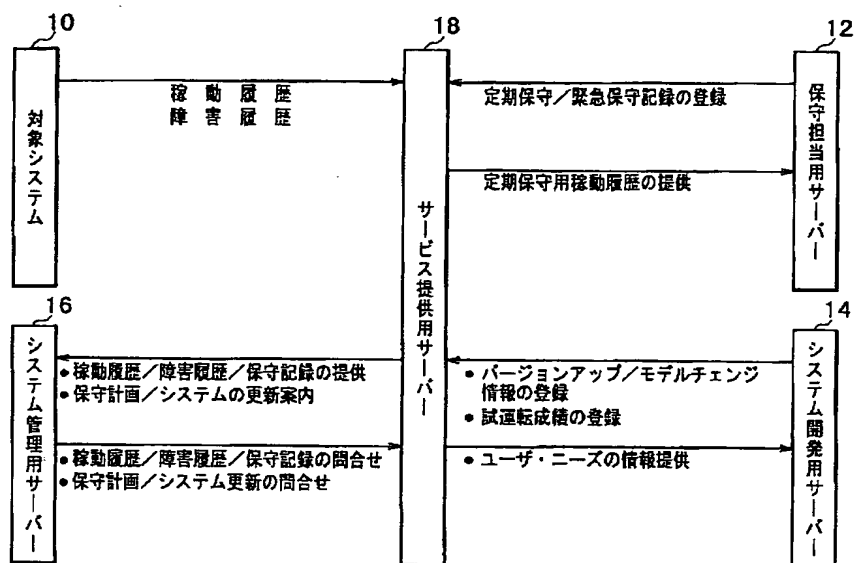 10
18
12
対象システム
稼動履歴
障害履歴
サービス提供用サーバー
定期保守/緊急保守記録の登録
定期保守用稼動履歴の提供
保守担当用サーバー
16
14
システム管理用サーバー
●稼動履歴/障害履歴/保守記録の提供
●保守計画/システムの更新案内
●稼動履歴/障害履歴/保守記録の問合せ
●保守計画/システム更新の問合せ
●バージョンアップ/モデルチェンジ
情報の登録
●試運転成績の登録
●ユーザ・ニーズの情報提供
システム開発用サーバー